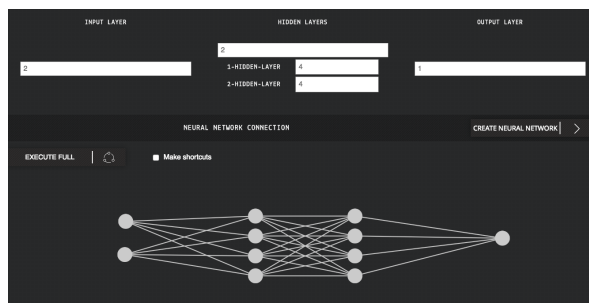 INPUT LAYER
HIDDEN LAYERS
OUTPUT LAYER
2
2
1-HIDDEN-LAYER 4
2-HIDDEN-LAYER 4
1
NEURAL NETWORK CONNECTION
CREATE NEURAL NETWORK
EXECUTE FULL
Make shortcuts